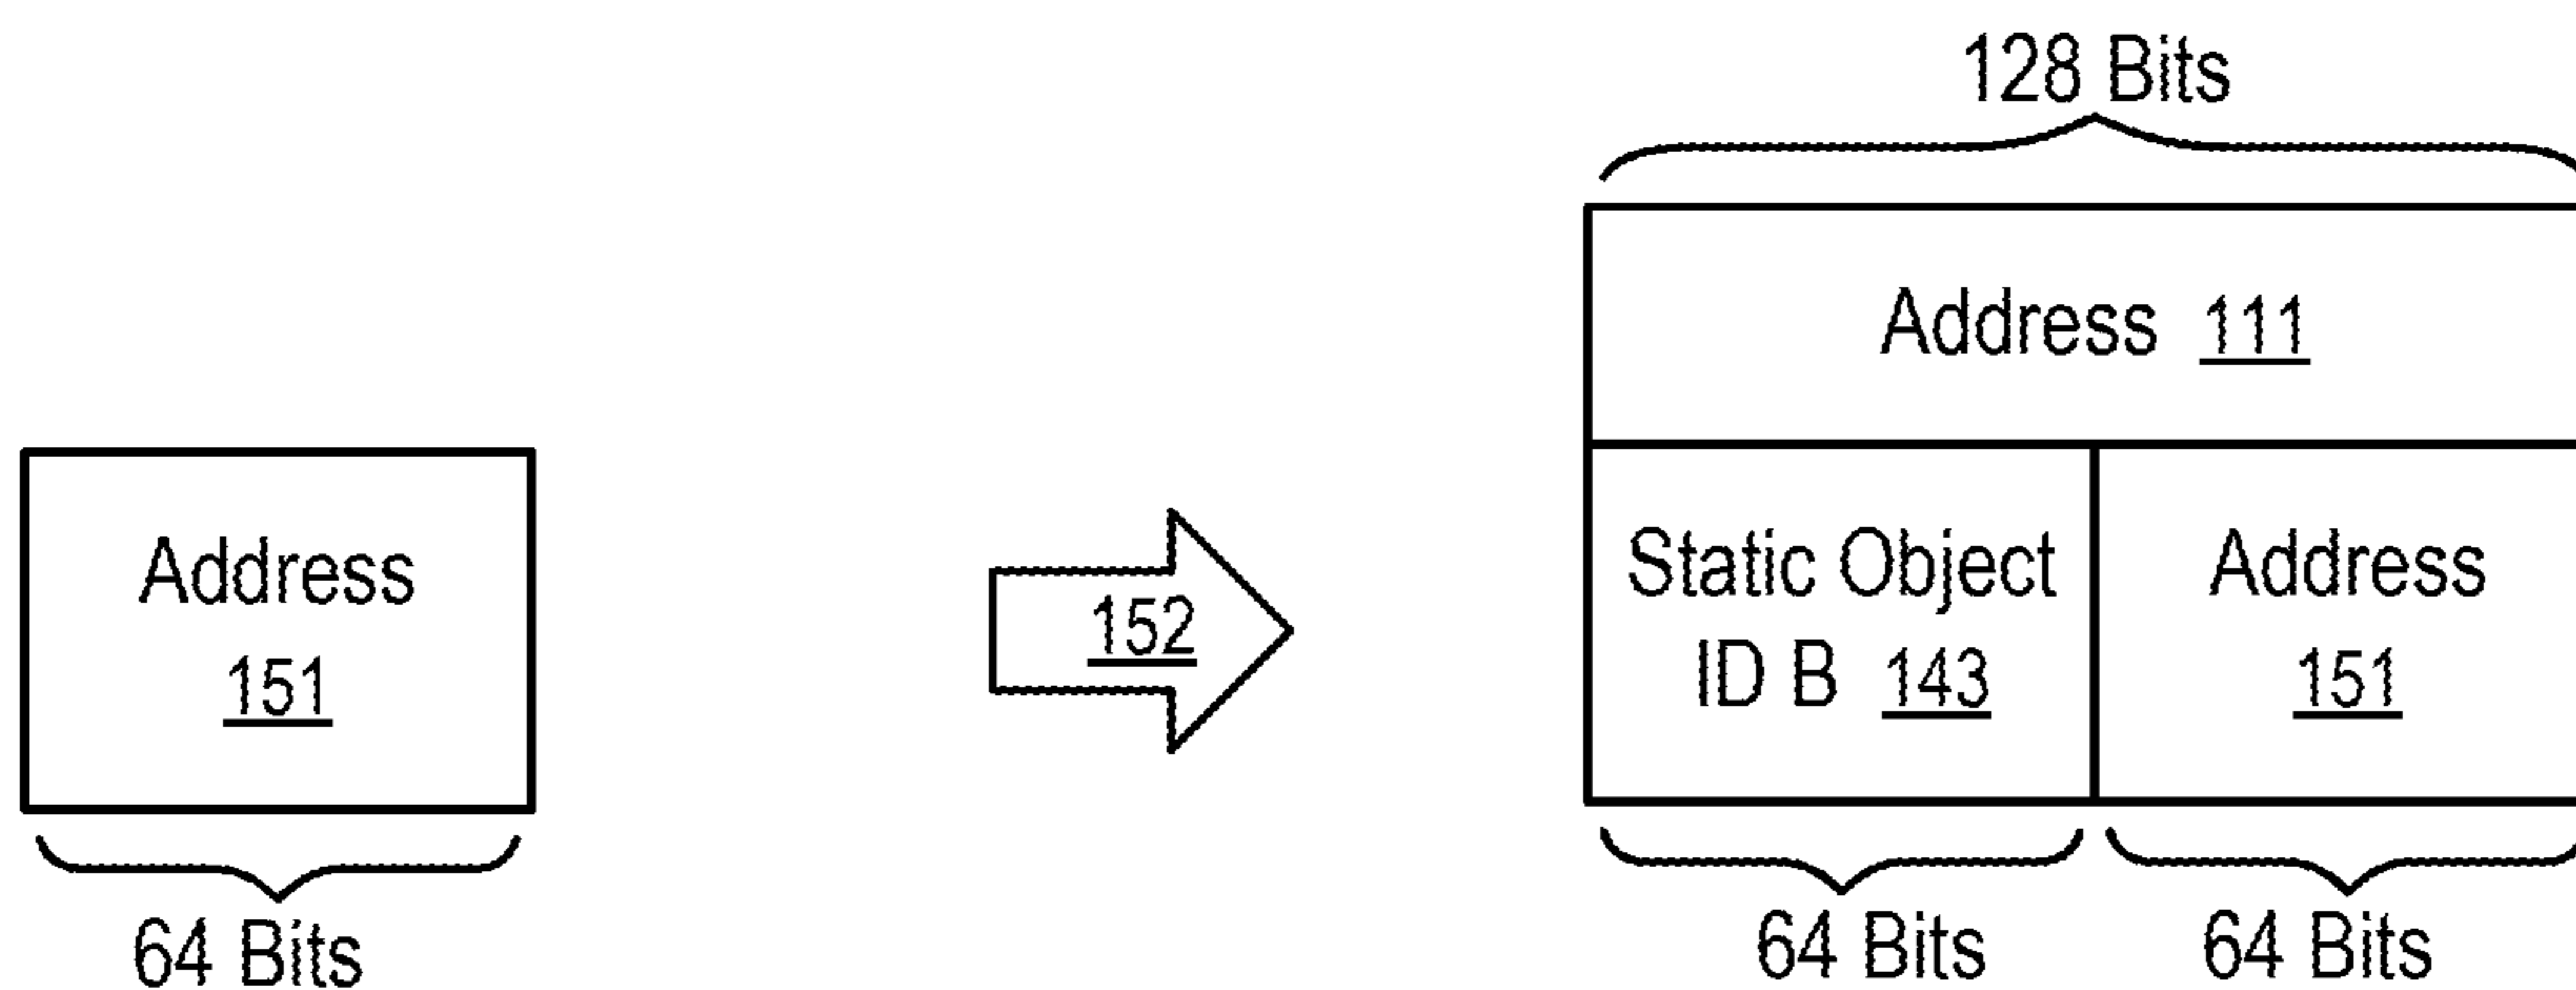 128 Bits
Address 111
Address
151
152
Static Object
ID B 143
Address
151
64 Bits
64 Bits
64 Bits